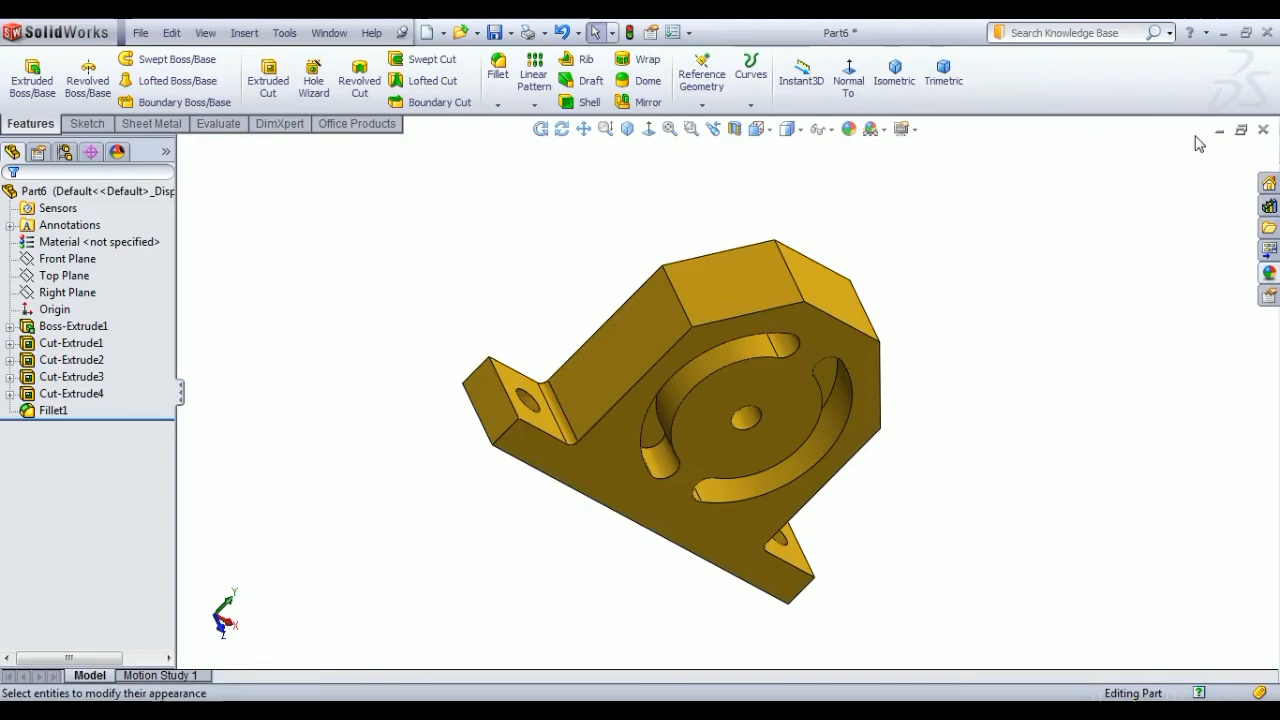 SolidWorks File Edit View Insert Tools Window Help Part6 * Search Knowledge Base
Extruded Boss/Base
Revolved Boss/Base
Swept Boss/Base
Lofted Boss/Base
Boundary Boss/Base
Extruded Cut
Hole Wizard
Revolved Cut
Swept Cut
Lofted Cut
Boundary Cut
Fillet
Linear Pattern
Rib
Draft
Shell
Wrap
Dome
Mirror
Reference Geometry
Curves
Instant3D
Normal To
Isometric
Trimetric
Features Sketch Sheet Metal Evaluate DimXpert Office Products
Part6 (Default<<Default>_Disp
Sensors
Annotations
Material <not specified>
Front Plane
Top Plane
Right Plane
Origin
Boss-Extrude1
Cut-Extrude1
Cut-Extrude2
Cut-Extrude3
Cut-Extrude4
Fillet1
Y
X
Z
Model Motion Study 1
Select entities to modify their appearance Editing Part